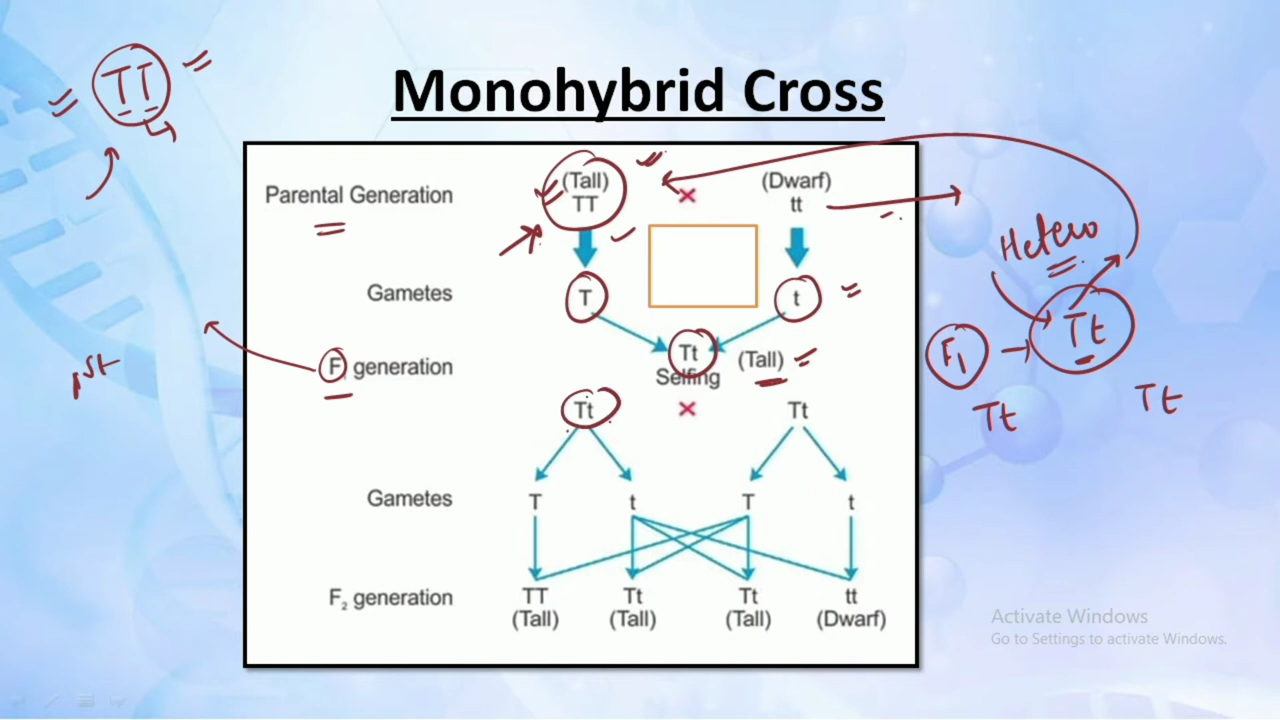 TT
Monohybrid Cross
Parental Generation (Tall) × (Dwarf)
TT tt
Hetero
Gametes T t
Tt
F1
F1 generation Tt (Tall)
Selfing
Ist
Tt × Tt
Tt Tt
Gametes T t T t
F2 generation TT Tt Tt tt
(Tall) (Tall) (Tall) (Dwarf)
Activate Windows
Go to Settings to activate Windows.